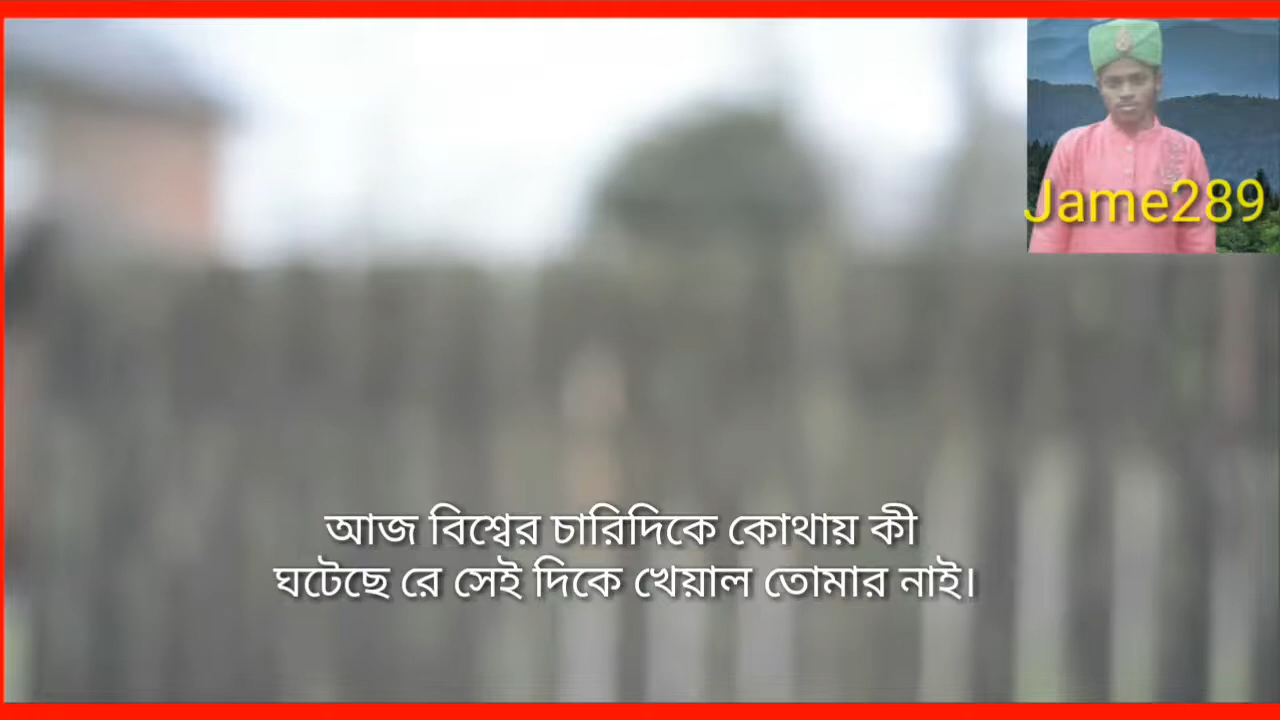 Jame289
আজ বিশ্বের চারিদিকে কোথায় কী
ঘটেছে রে সেই দিকে খেয়াল তোমার নাই।